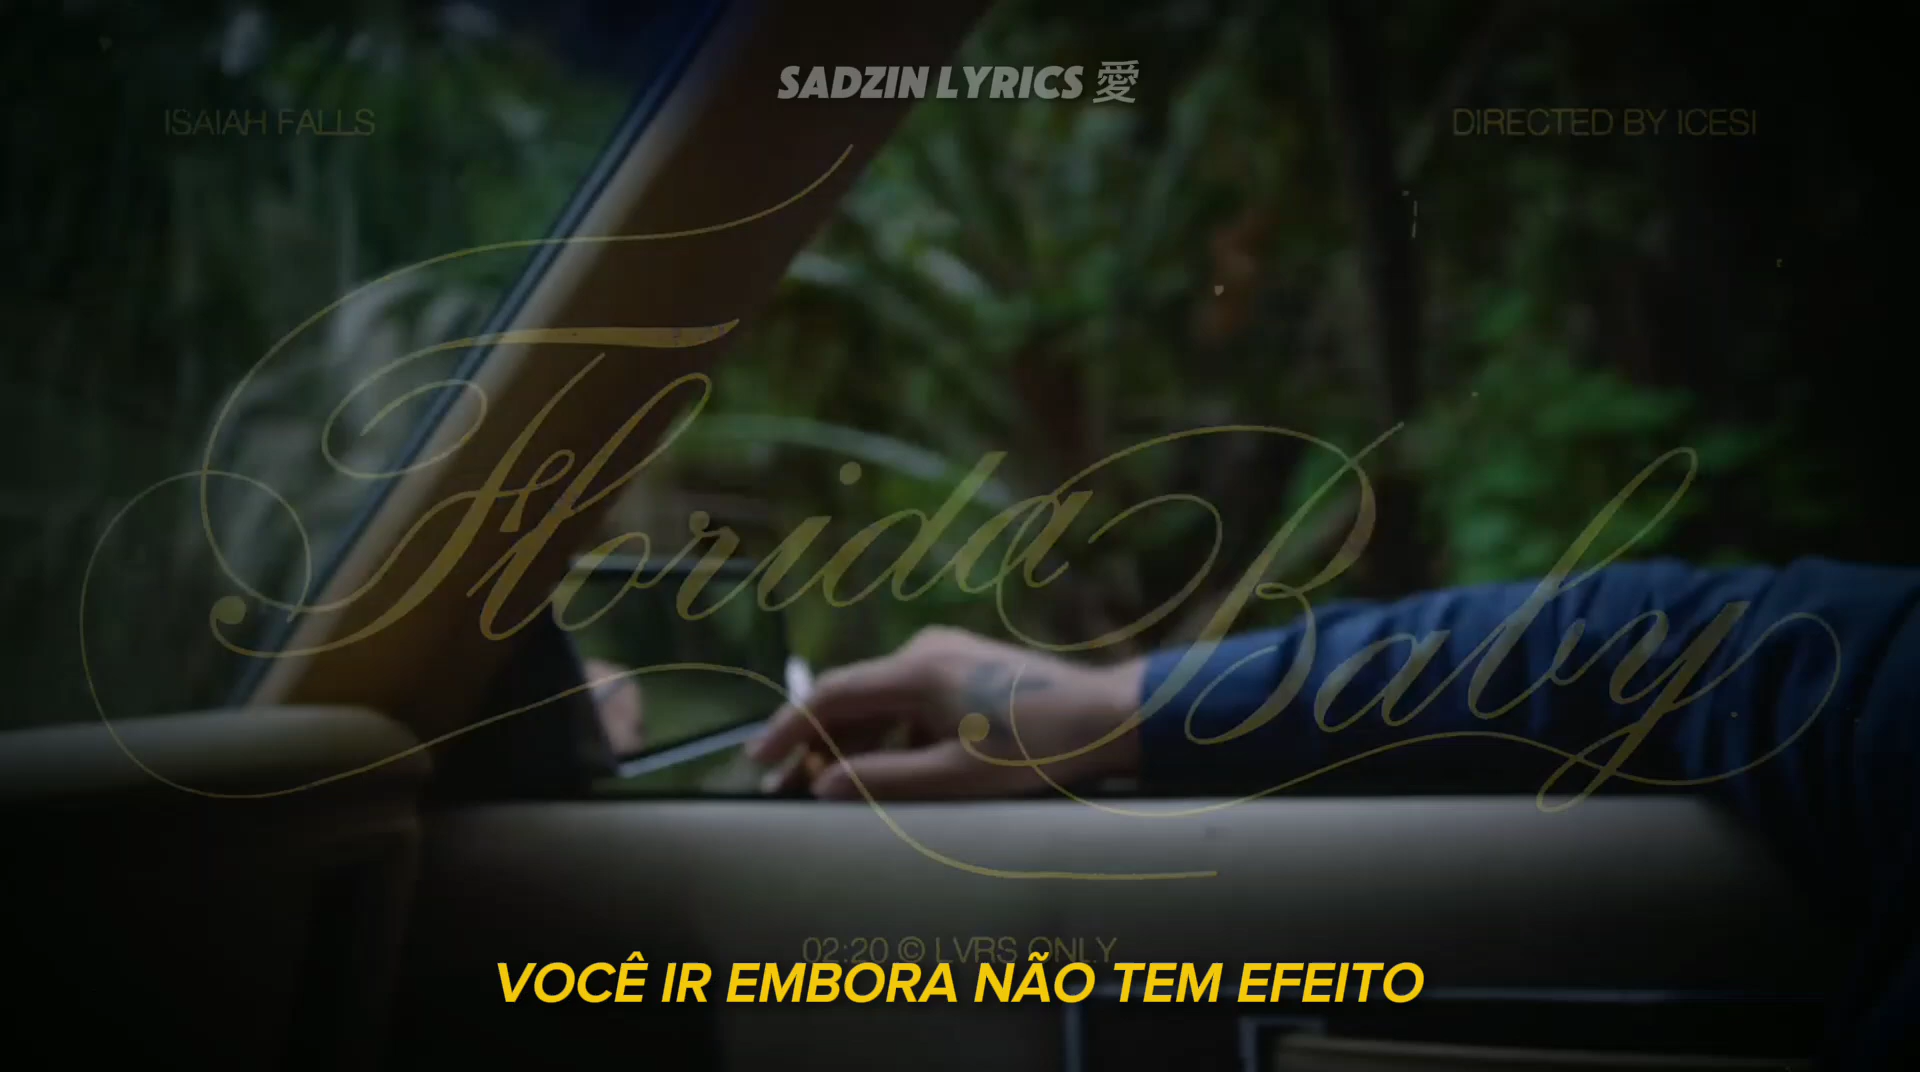 SADZIN LYRICS 愛
ISAIAH FALLS
DIRECTED BY ICESI
Florida Baby
02:20 © LVRS ONLY
VOCÊ IR EMBORA NÃO TEM EFEITO